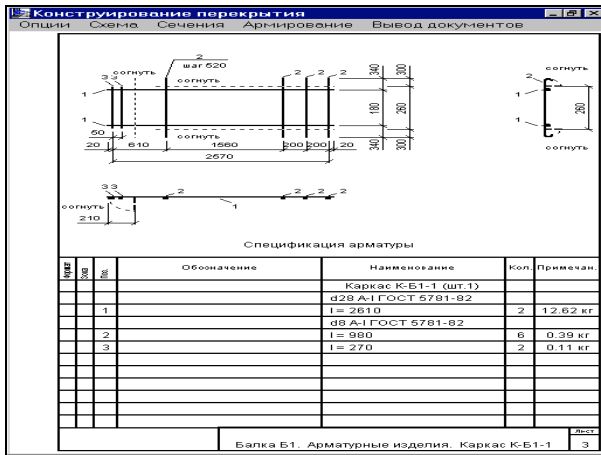 Конструирование перекрытия
Опции Схема Сечения Армирование Вывод документов
2
шаг 520
согнуть
3 3
2 2 2
1
1
согнуть
50
20 610 1560 200 200 20
2570
340 300
180 260
340 300
согнуть
2
1
260
1
согнуть
3 3 2 2 2 2
согнуть
1
210
Спецификация арматуры
Формат Зона Поз. Обозначение Наименование Кол. Примечан.
Каркас К-Б1-1 (шт.1)
d28 А-I ГОСТ 5781-82
1 l = 2610 2 12.62 кг
d8 А-I ГОСТ 5781-82
2 l = 980 6 0.39 кг
3 l = 270 2 0.11 кг
Балка Б1. Арматурные изделия. Каркас К-Б1-1
Лист
3